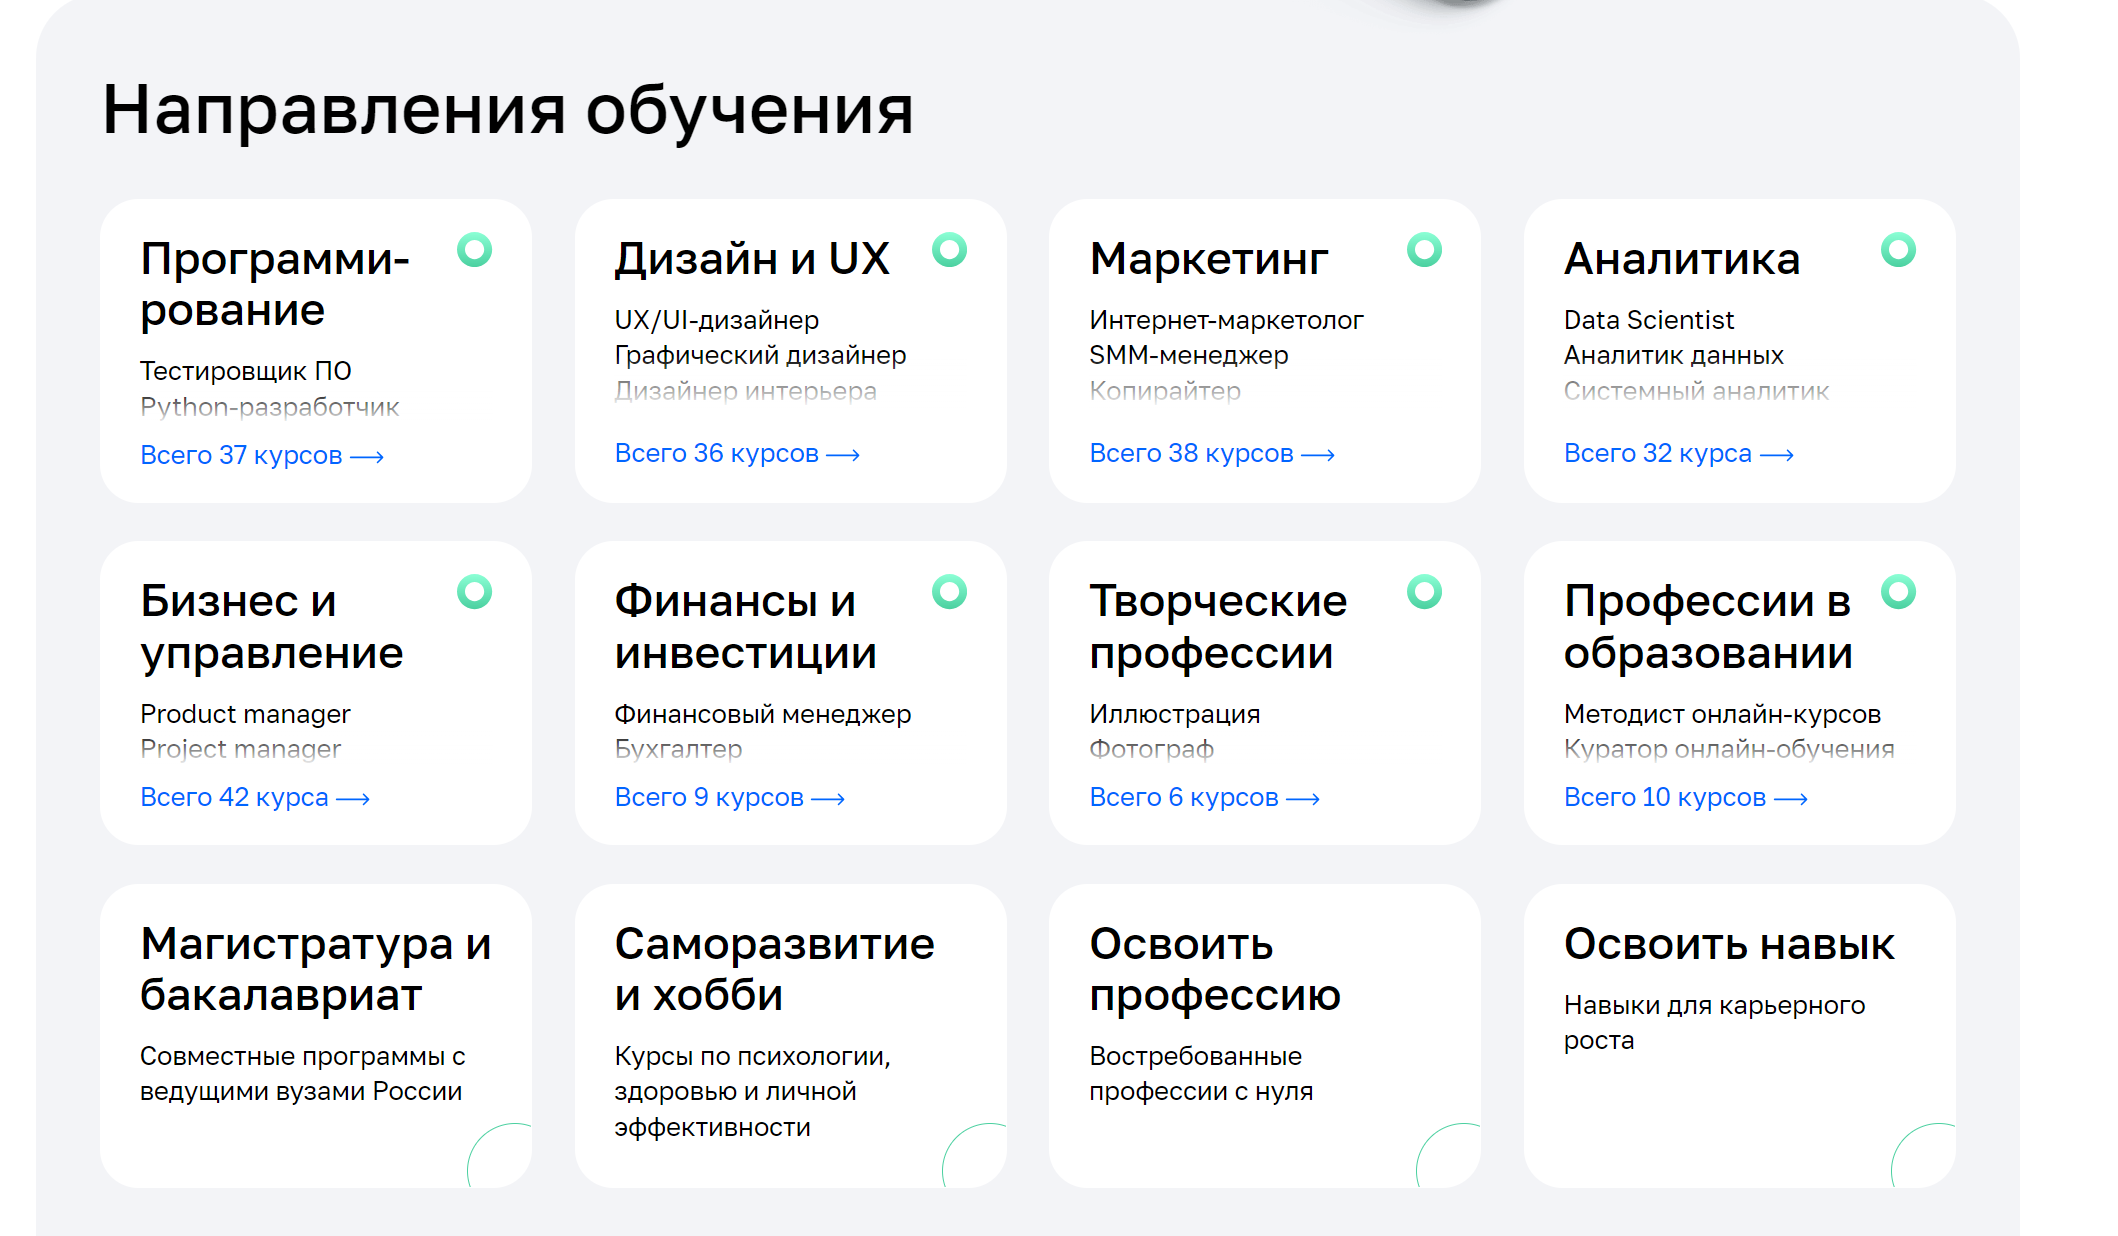 Направления обучения
Программи-
рование
Тестировщик ПО
Python-разработчик
Всего 37 курсов
Дизайн и UX
UX/UI-дизайнер
Графический дизайнер
Дизайнер интерьера
Всего 36 курсов
Маркетинг
Интернет-маркетолог
SMM-менеджер
Копирайтер
Всего 38 курсов
Аналитика
Data Scientist
Аналитик данных
Системный аналитик
Всего 32 курса
Бизнес и
управление
Product manager
Project manager
Всего 42 курса
Финансы и
инвестиции
Финансовый менеджер
Бухгалтер
Всего 9 курсов
Творческие
профессии
Иллюстрация
Фотограф
Всего 6 курсов
Профессии в
образовании
Методист онлайн-курсов
Куратор онлайн-обучения
Всего 10 курсов
Магистратура и
бакалавриат
Совместные программы с
ведущими вузами России
Саморазвитие
и хобби
Курсы по психологии,
здоровью и личной
эффективности
Освоить
профессию
Востребованные
профессии с нуля
Освоить навык
Навыки для карьерного
роста